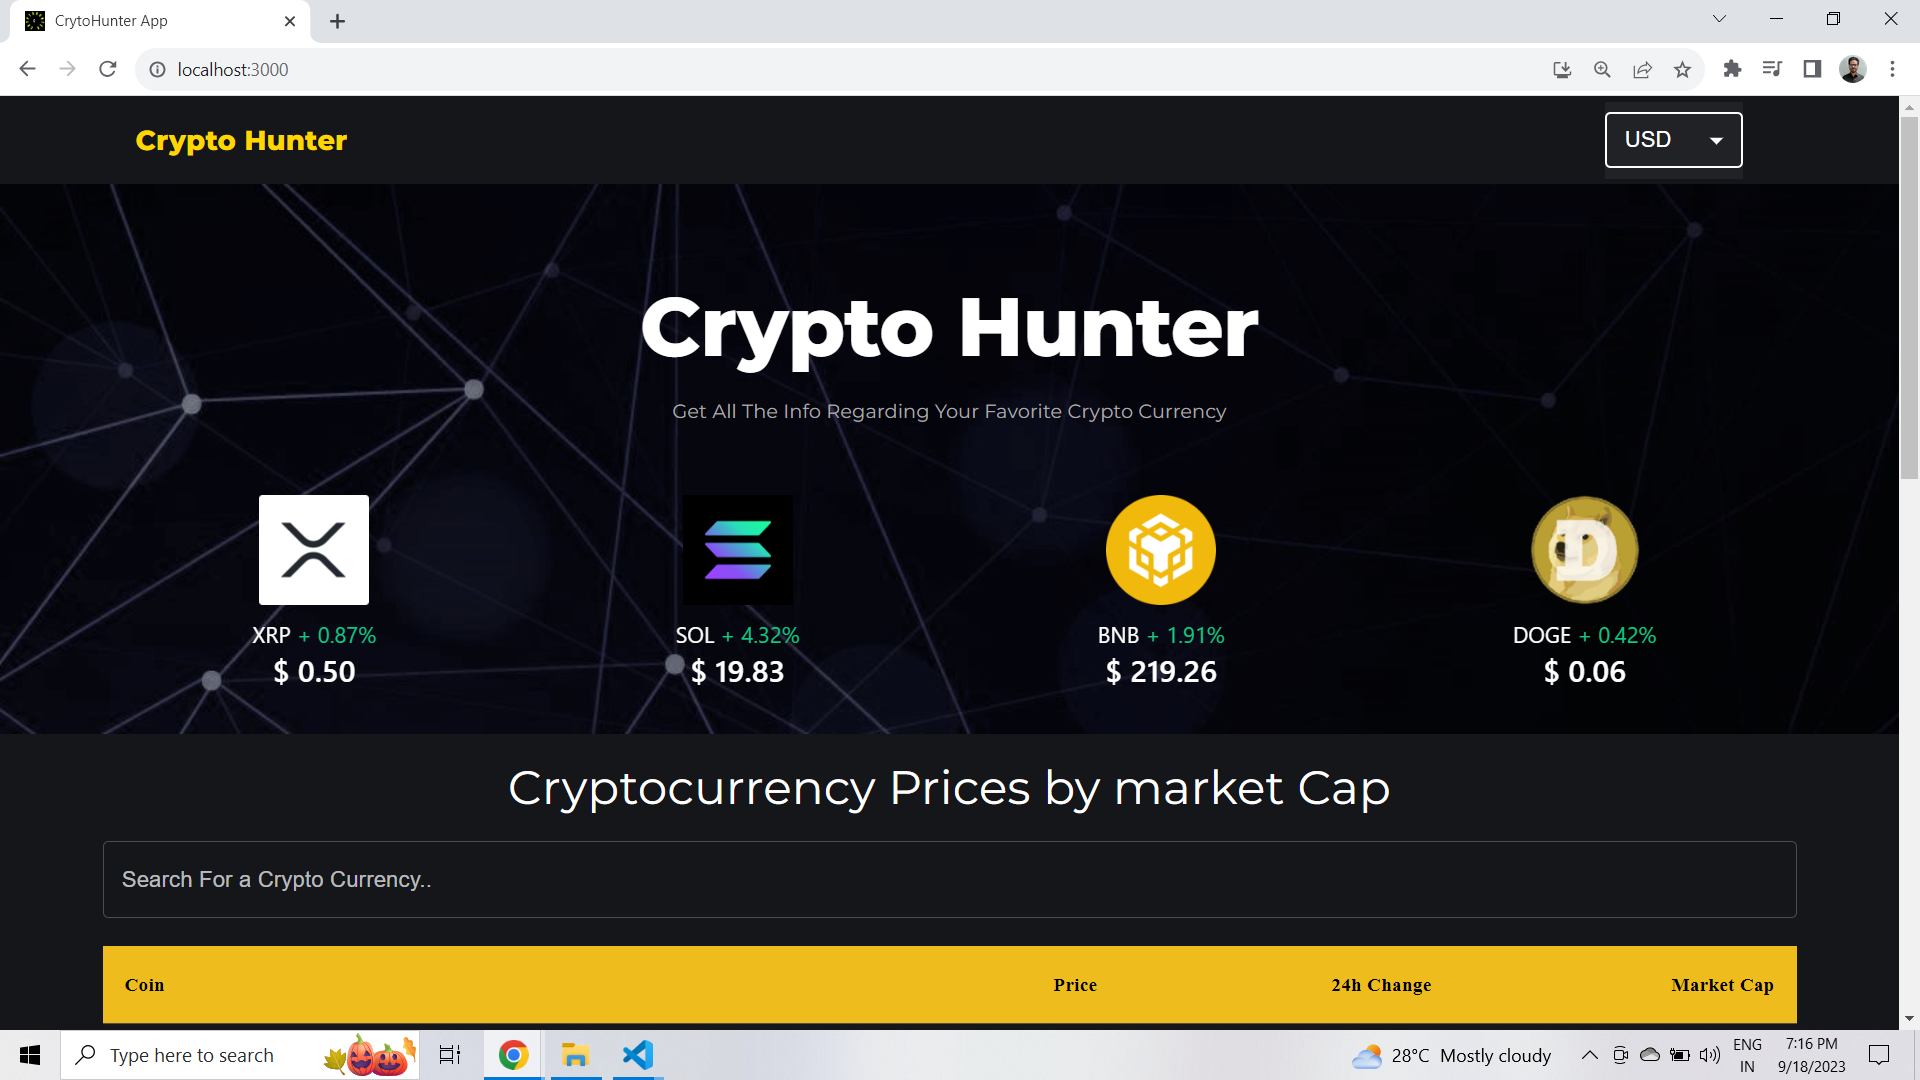 CrytoHunter App
localhost:3000
Crypto Hunter
USD
Crypto Hunter
Get All The Info Regarding Your Favorite Crypto Currency
XRP + 0.87%
$ 0.50
SOL + 4.32%
$ 19.83
BNB + 1.91%
$ 219.26
DOGE + 0.42%
$ 0.06
Cryptocurrency Prices by market Cap
Search For a Crypto Currency..
Coin Price 24h Change Market Cap
Type here to search
28°C Mostly cloudy
ENG
IN
7:16 PM
9/18/2023